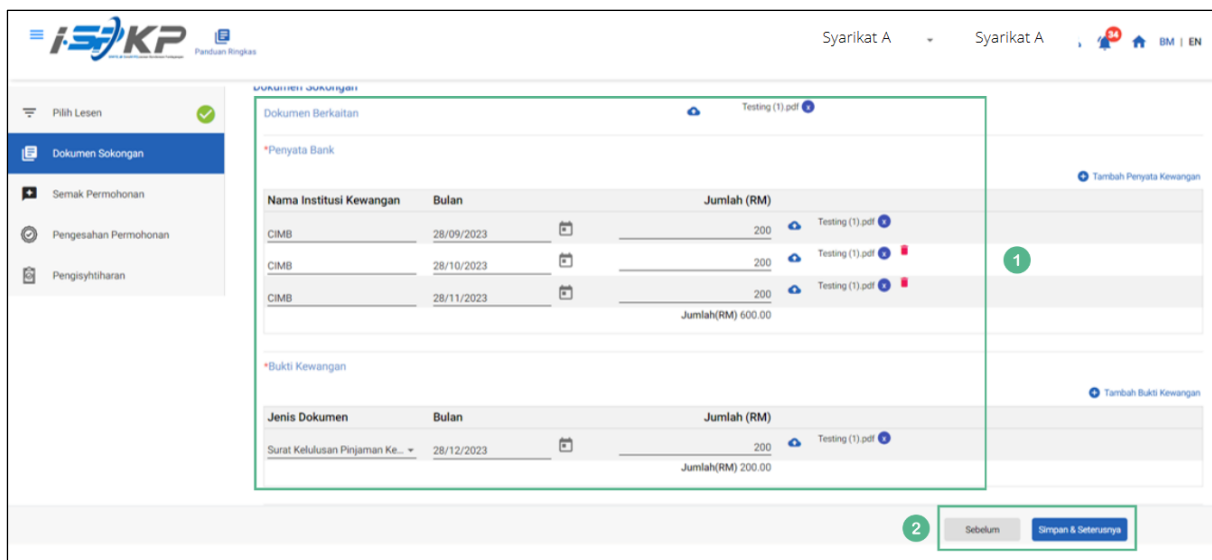 i-SPKP
Panduan Ringkas
Syarikat A
Syarikat A
34
BM | EN
Pilih Lesen
Dokumen Sokongan
Semak Permohonan
Pengesahan Permohonan
Pengisyhtiharan
Dokumen Sokongan
Dokumen Berkaitan
Testing (1).pdf x
*Penyata Bank
Tambah Penyata Kewangan
Nama Institusi Kewangan Bulan Jumlah (RM)
CIMB 28/09/2023 200 Testing (1).pdf x
CIMB 28/10/2023 200 Testing (1).pdf x
CIMB 28/11/2023 200 Testing (1).pdf x
Jumlah(RM) 600.00
1
*Bukti Kewangan
Tambah Bukti Kewangan
Jenis Dokumen Bulan Jumlah (RM)
Surat Kelulusan Pinjaman Ke... 28/12/2023 200 Testing (1).pdf x
Jumlah(RM) 200.00
2
Sebelum
Simpan & Seterusnya